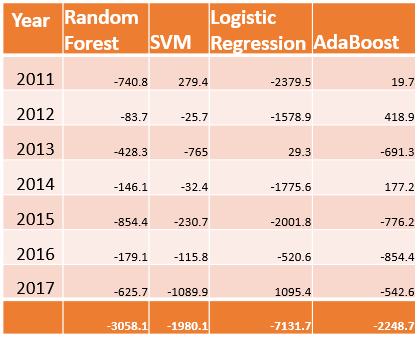 Year Random Forest SVM Logistic Regression AdaBoost
2011 -740.8 279.4 -2379.5 19.7
2012 -83.7 -25.7 -1578.9 418.9
2013 -428.3 -765 29.3 -691.3
2014 -146.1 -32.4 -1775.6 177.2
2015 -854.4 -230.7 -2001.8 -776.2
2016 -179.1 -115.8 -520.6 -854.4
2017 -625.7 -1089.9 1095.4 -542.6
-3058.1 -1980.1 -7131.7 -2248.7